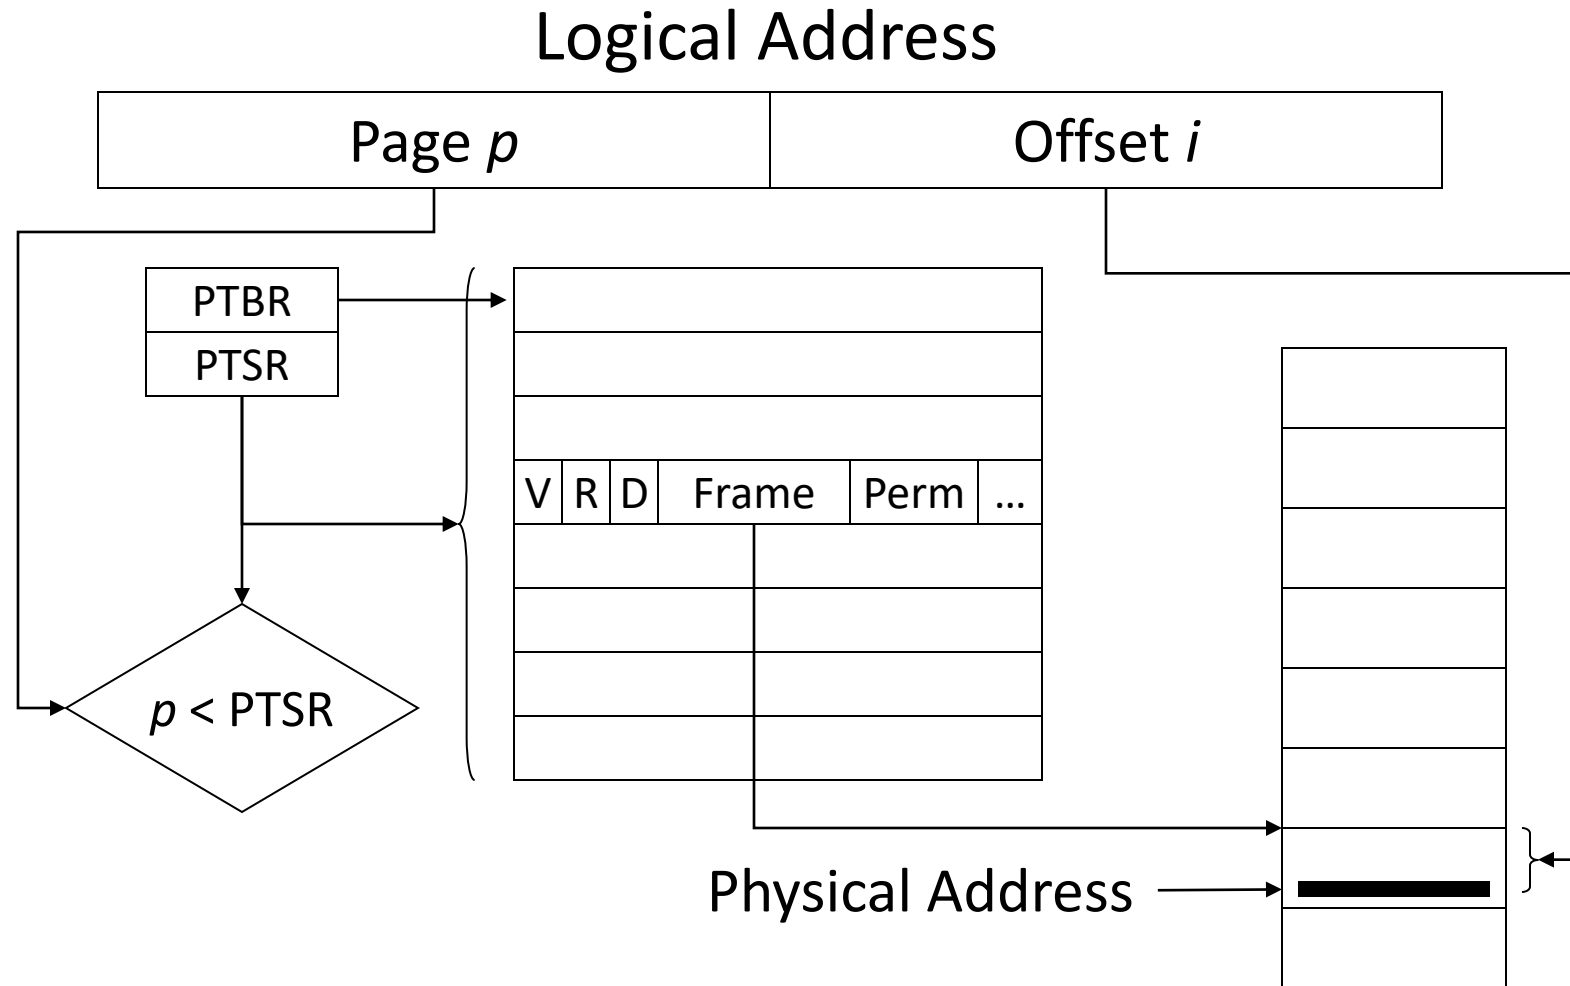 Logical Address
Page p
Offset i
PTBR
PTSR
V R D Frame Perm ...
p < PTSR
Physical Address